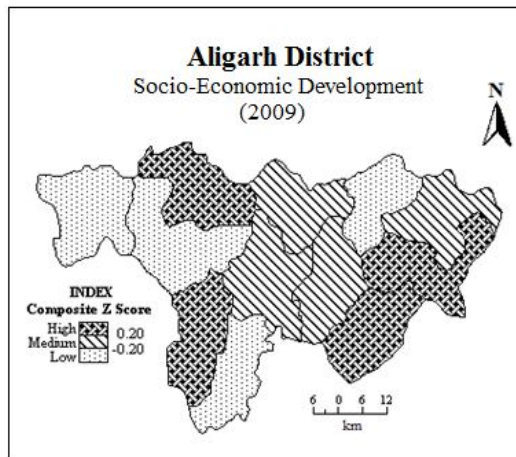 Aligarh District
Socio-Economic Development
(2009)
N
INDEX
Composite Z Score
High 0.20
Medium -0.20
Low
6 0 6 12
km